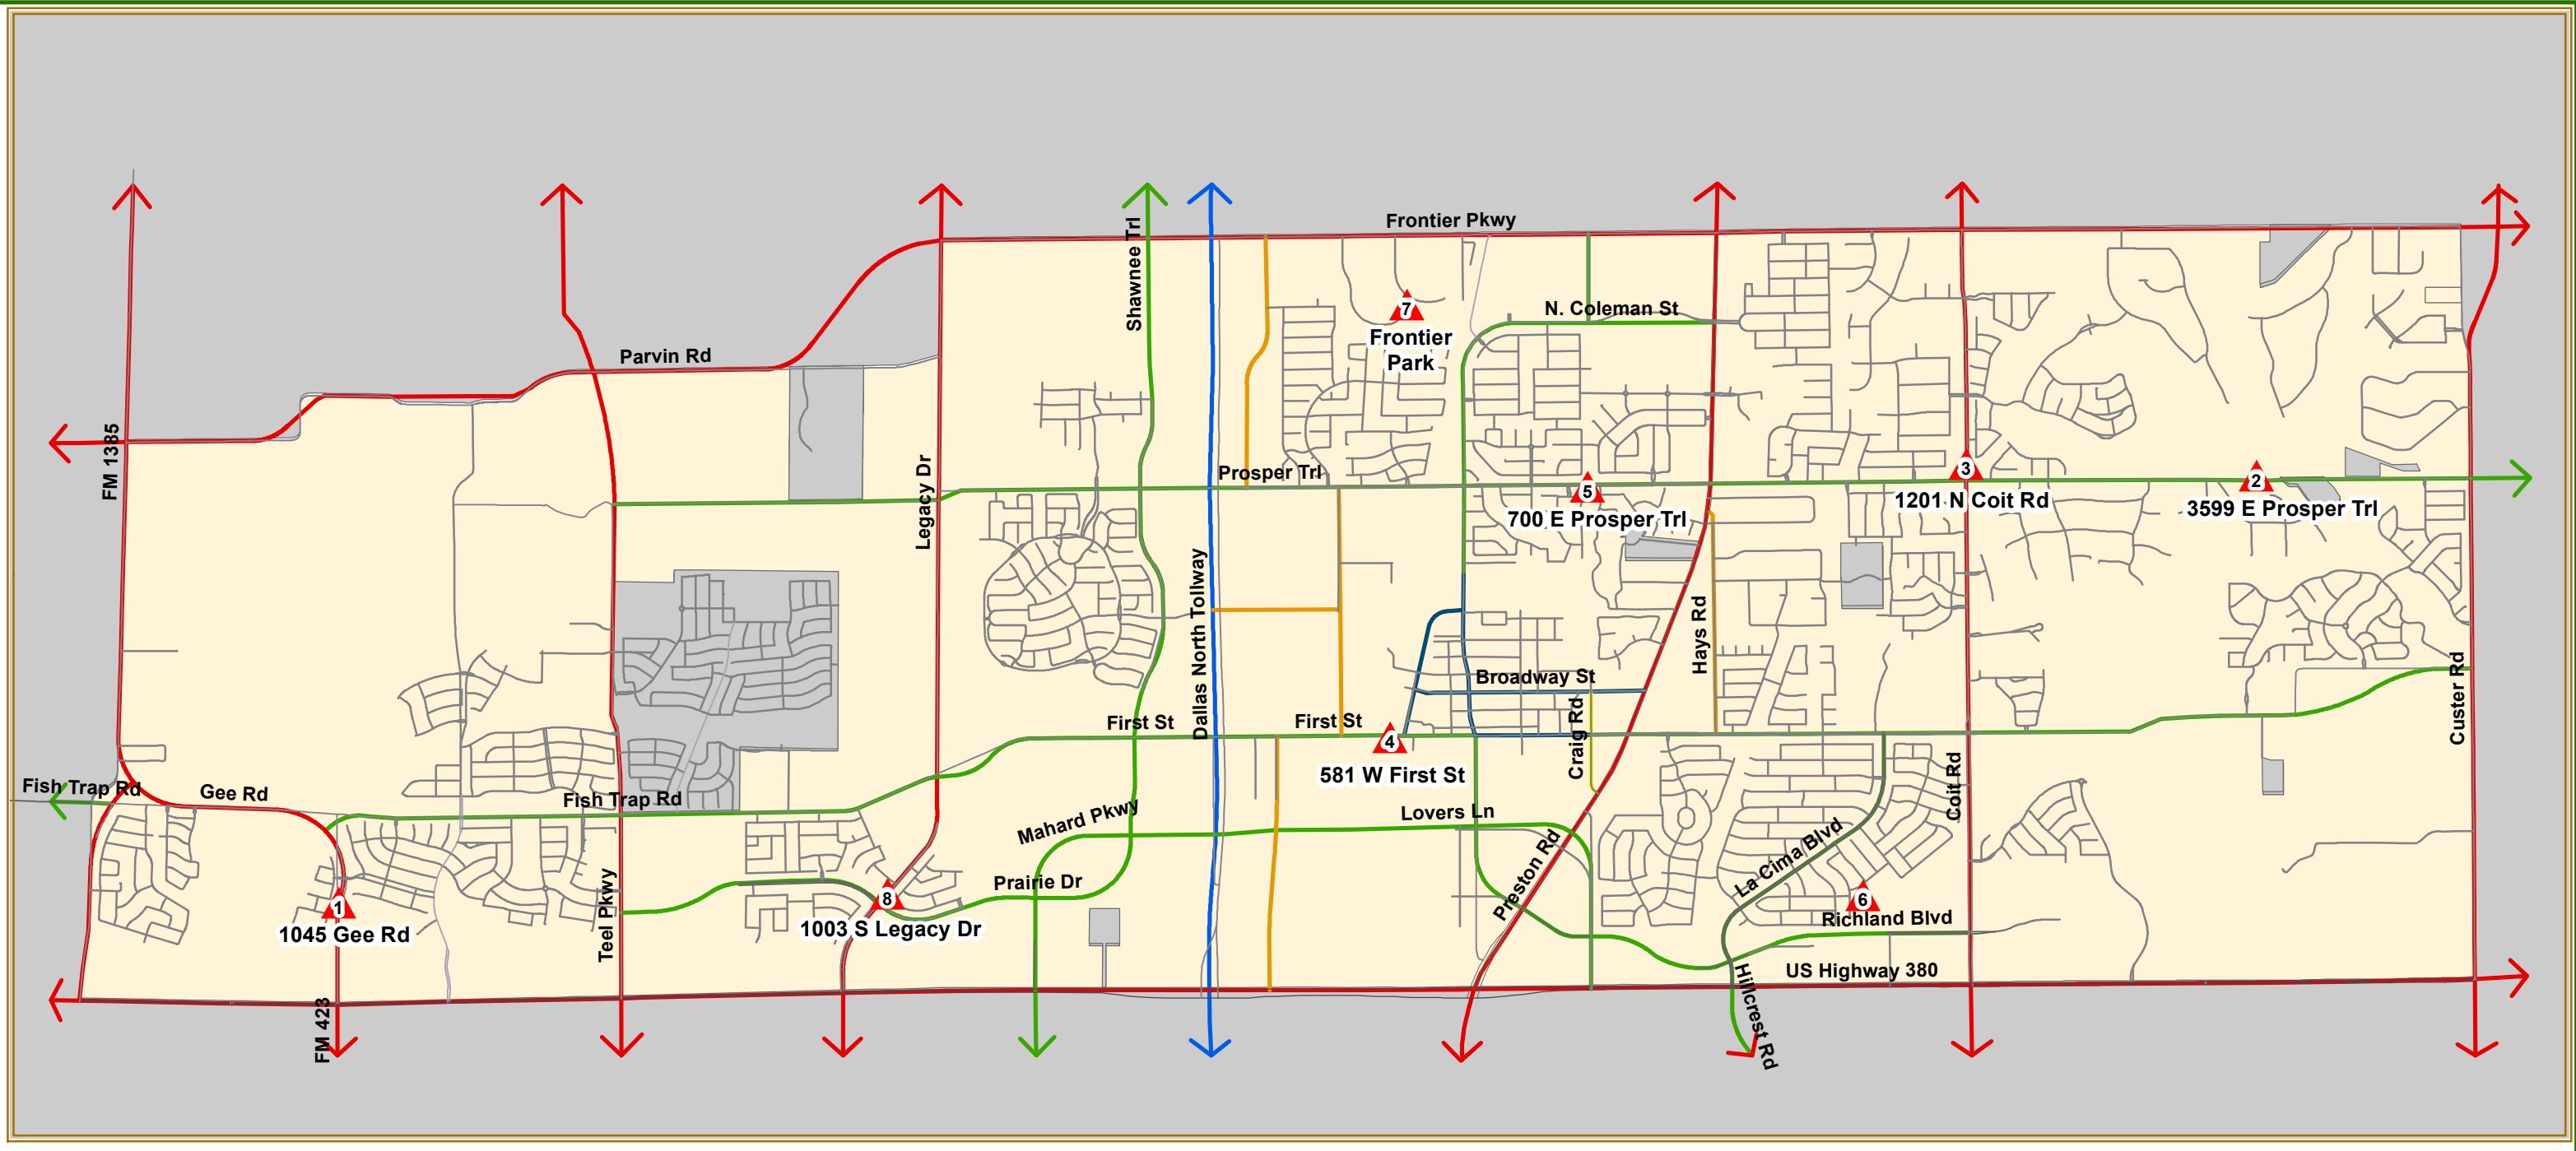 Frontier Pkwy
Shawnee Trl
N. Coleman St
7
Frontier
Park
Parvin Rd
FM 1385
Legacy Dr
Prosper Trl
5
700 E Prosper Trl
3
1201 N Coit Rd
2
3599 E Prosper Trl
Dallas North Tollway
Hays Rd
Broadway St
Craig Rd
Custer Rd
First St
First St
4
581 W First St
Fish Trap Rd
Gee Rd
Fish Trap Rd
Mahard Pkwy
Lovers Ln
Coit Rd
La Cima Blvd
Preston Rd
Prairie Dr
1
1045 Gee Rd
Teel Pkwy
8
1003 S Legacy Dr
6
Richland Blvd
US Highway 380
FM 423
Hillcrest Rd